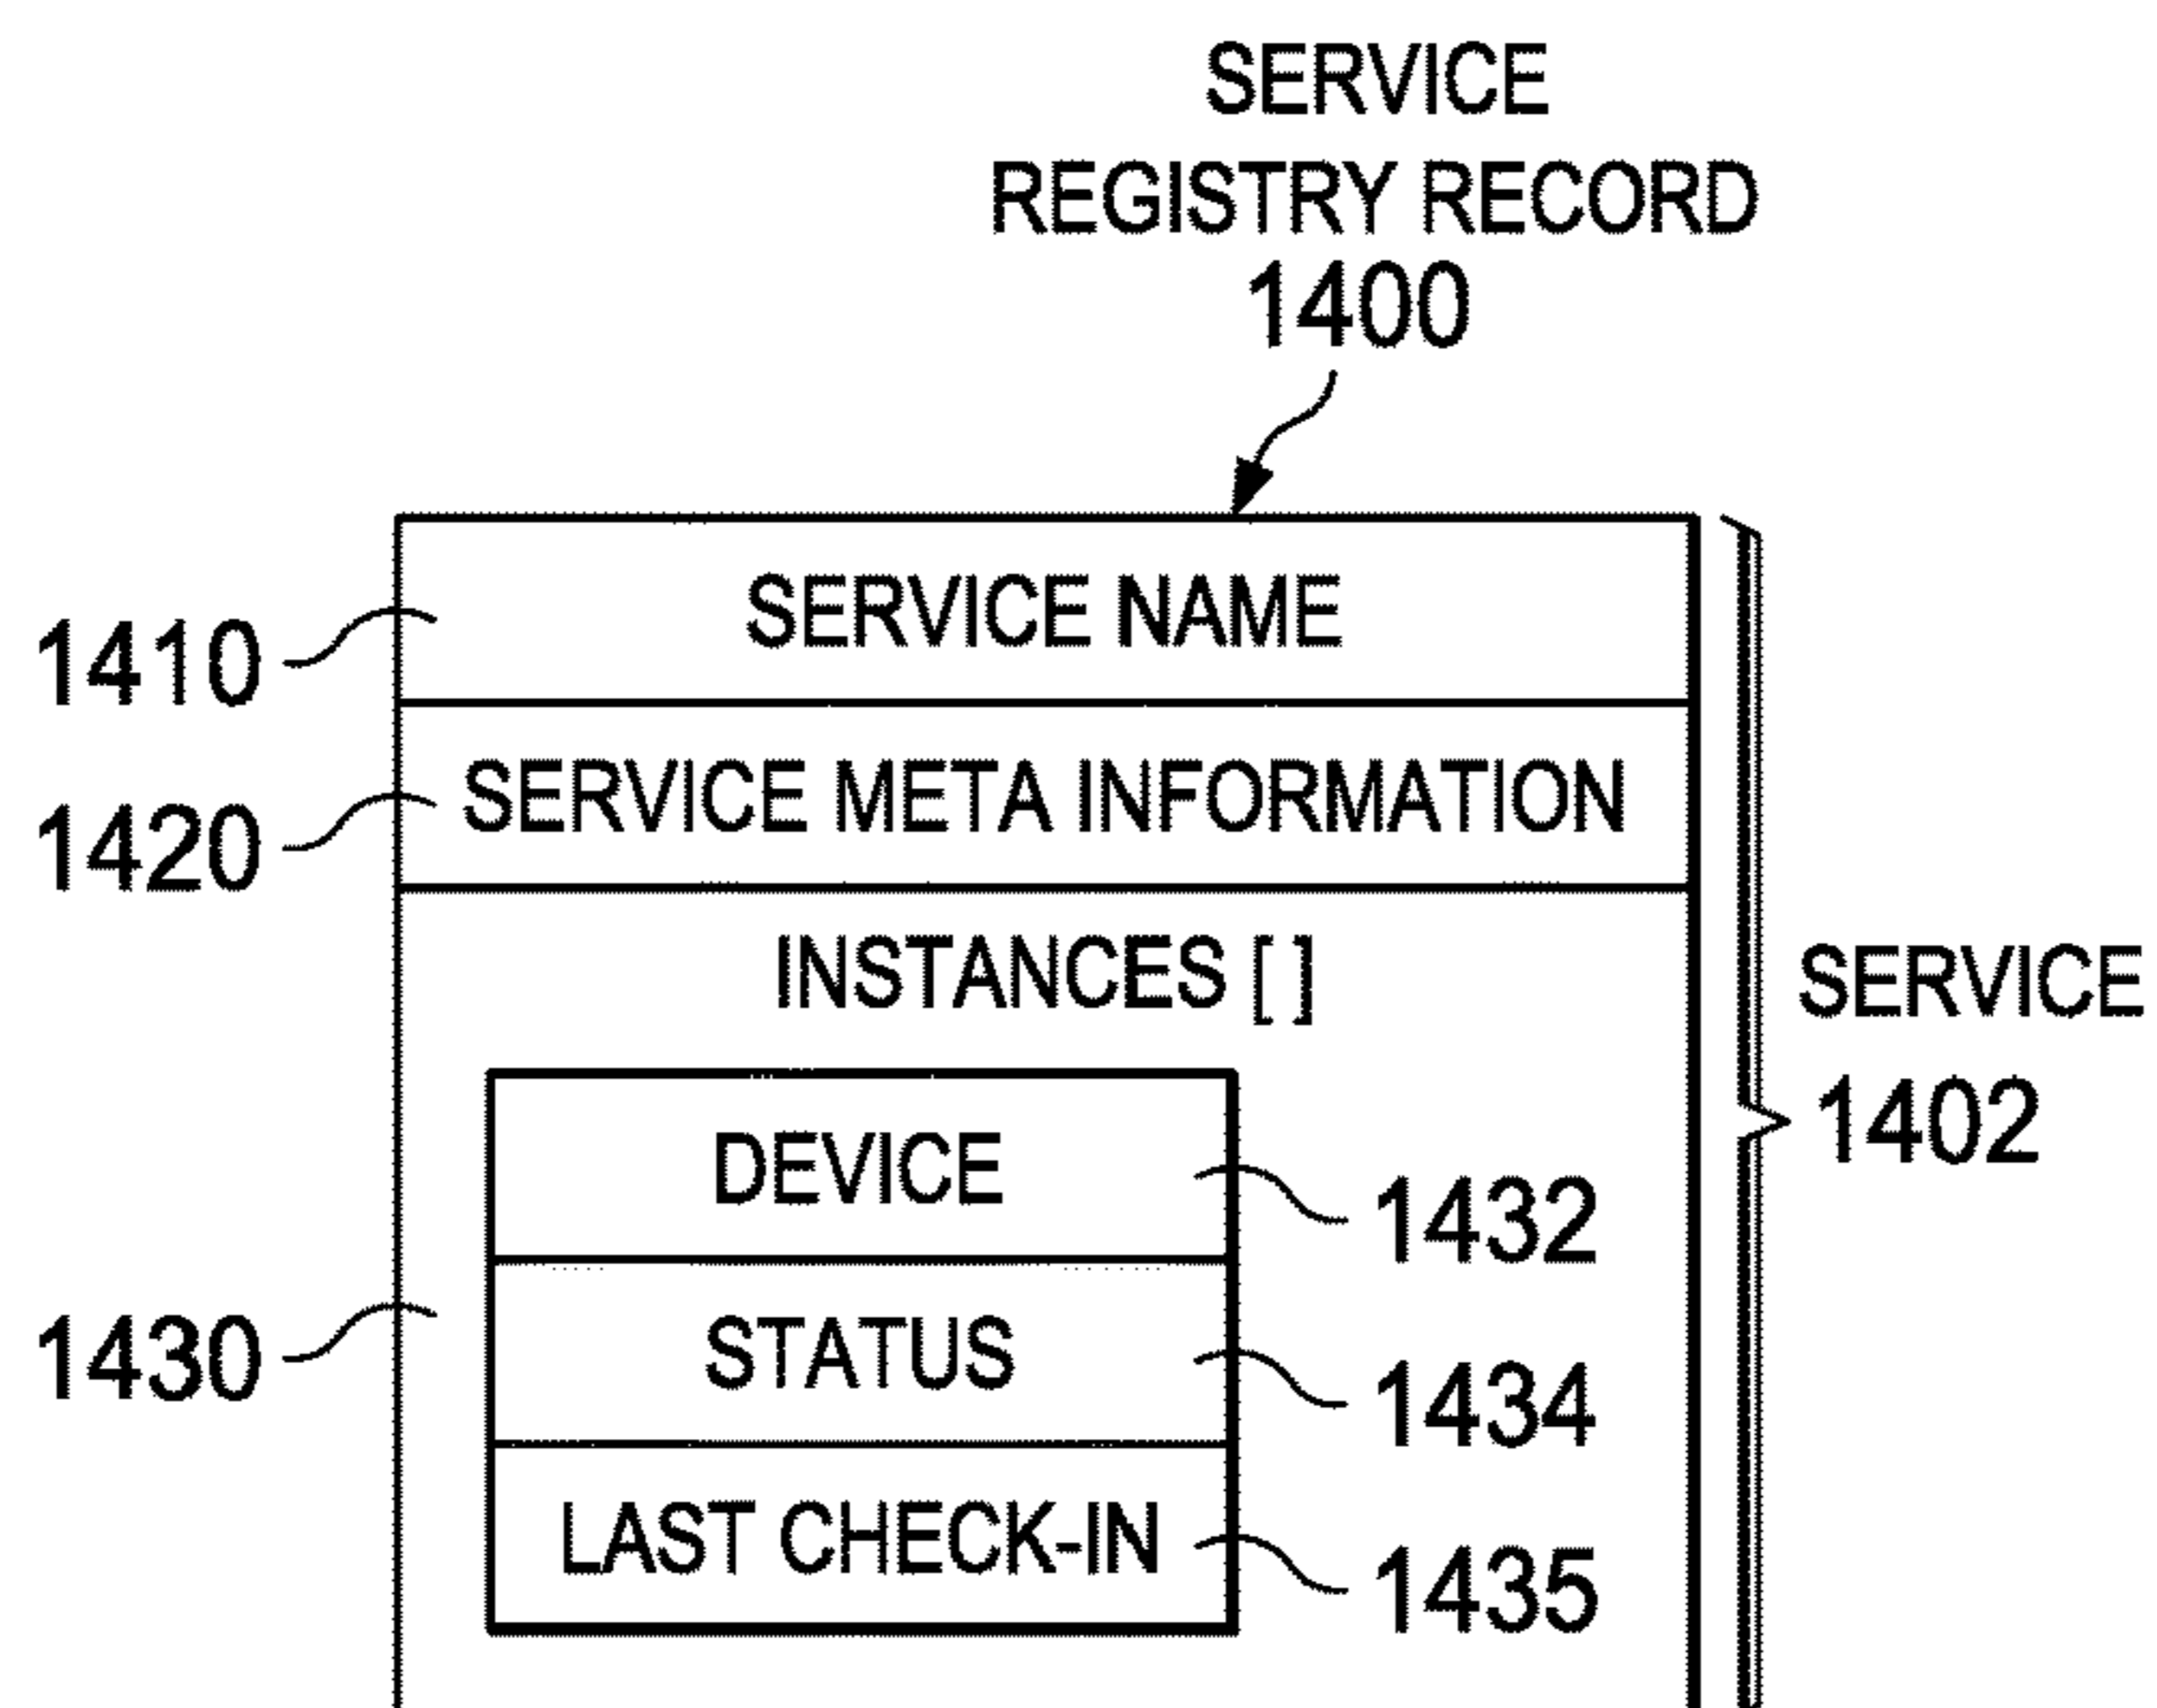 SERVICE
REGISTRY RECORD
1400
SERVICE NAME
1410
SERVICE META INFORMATION
1420
INSTANCES [ ]
SERVICE
1402
DEVICE
1432
1430
STATUS
1434
LAST CHECK-IN
1435